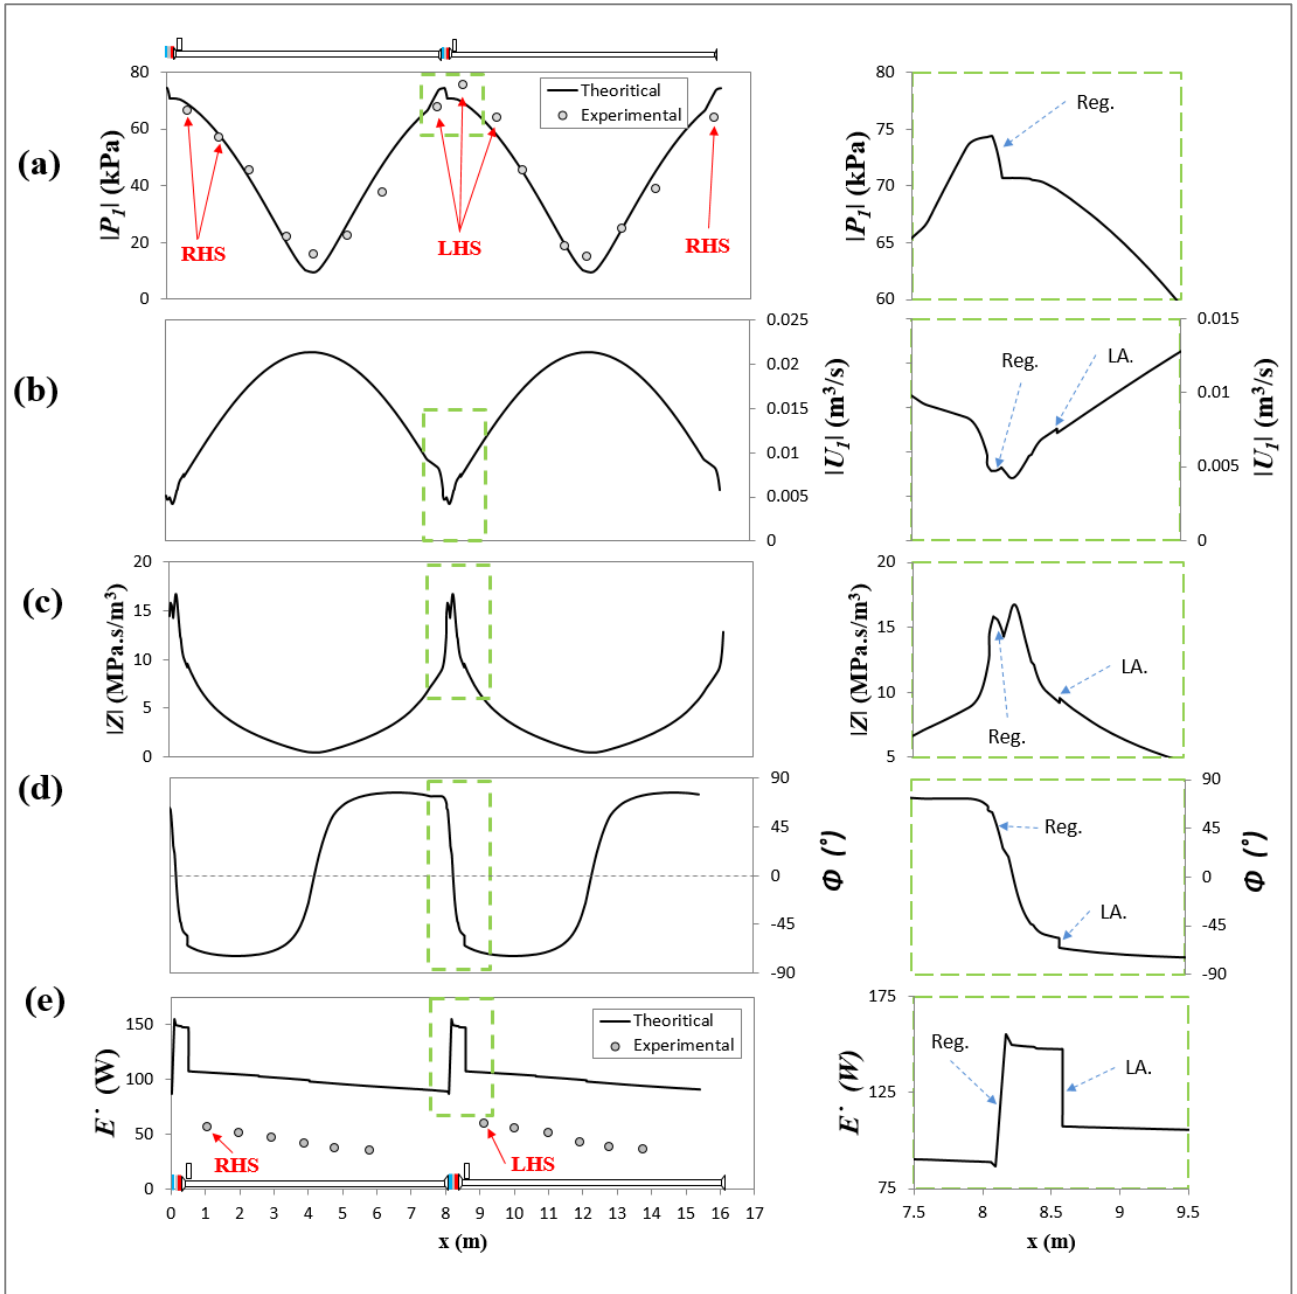 (a)
|P1| (kPa)
80
60
40
20
0
Theoritical
Experimental
RHS
LHS
RHS
|P1| (kPa)
80
75
70
65
60
Reg.
(b)
0.025
0.02
0.015
0.01
0.005
0
|U1| (m³/s)
Reg.
LA.
0.015
0.01
0.005
0
|U1| (m³/s)
(c)
|Z| (MPa.s/m³)
20
15
10
5
0
|Z| (MPa.s/m³)
20
15
10
5
Reg.
LA.
(d)
90
45
0
-45
-90
Φ (°)
Reg.
LA.
90
45
0
-45
-90
Φ (°)
(e)
E˙ (W)
150
100
50
0
Theoritical
Experimental
RHS
LHS
0 1 2 3 4 5 6 7 8 9 10 11 12 13 14 15 16 17
x (m)
E˙ (W)
175
125
75
Reg.
LA.
7.5 8 8.5 9 9.5
x (m)